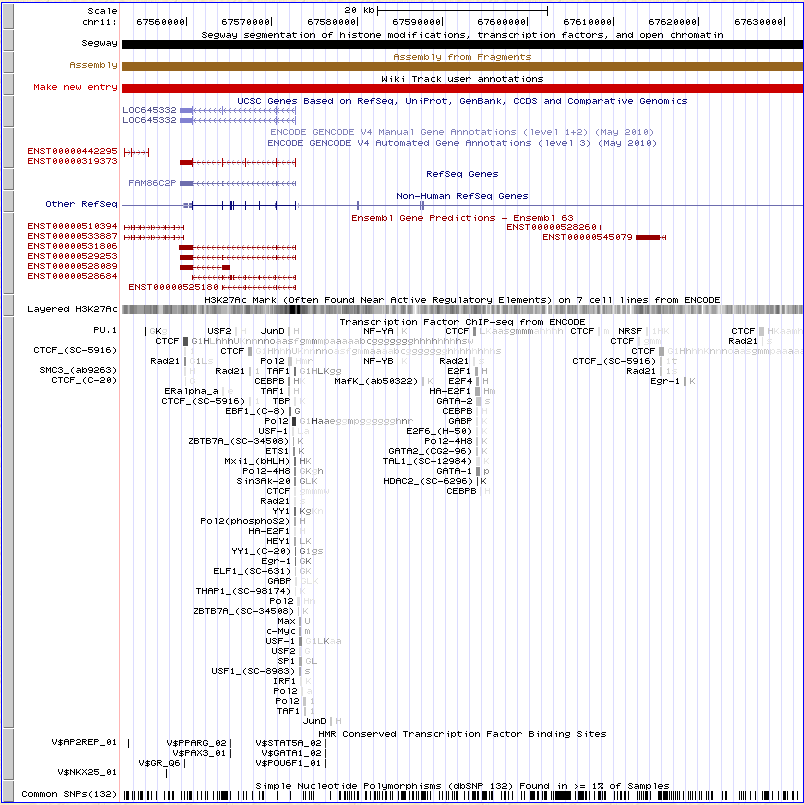 Scale 20 kb
chr11: 67560000 67570000 67580000 67590000 67600000 67610000 67620000 67630000
Segway segmentation of histone modifications, transcription factors, and open chromatin
Segway
Assembly from Fragments
Assembly
Wiki Track user annotations
Make new entry
UCSC Genes Based on RefSeq, UniProt, GenBank, CCDS and Comparative Genomics
LOC645332
LOC645332
ENCODE GENCODE V4 Manual Gene Annotations (level 1+2) (May 2010)
ENCODE GENCODE V4 Automated Gene Annotations (level 3) (May 2010)
ENST00000442295
ENST00000319373
RefSeq Genes
FAM86C2P
Non-Human RefSeq Genes
Other RefSeq
Ensembl Gene Predictions - Ensembl 63
ENST00000510394 ENST00000528260
ENST00000533887 ENST00000545079
ENST00000531806
ENST00000529253
ENST00000528089
ENST00000528684
ENST00000525180
H3K27Ac Mark (Often Found Near Active Regulatory Elements) on 7 cell lines from ENCODE
Layered H3K27Ac
Transcription Factor ChIP-seq from ENCODE
PU.1 USF2 JunD NF-YA CTCF CTCF NRSF CTCF
CTCF CTCF Rad21
CTCF_(SC-5916) CTCF CTCF
Rad21 Pol2 NF-YB Rad21 CTCF_(SC-5916)
SMC3_(ab9263) Rad21 TAF1 G1HLKgg E2F1 Rad21
CTCF_(C-20) CEBPB HK MafK_(ab50322) K E2F4 Egr-1 K
ERalpha_a TAF1 H HA-E2F1 Hm
CTCF_(SC-5916) TBP K GATA-2 s
EBF1_(C-8) G CEBPB H
Pol2 G1Haaeggmpggggggghnr GABP
USF-1 E2F6_(H-50) K
ZBTB7A_(SC-34508) K Pol2-4H8 K
ETS1 K GATA2_(CG2-96) K
Mxi1_(bHLH) HK TAL1_(SC-12984) K
Pol2-4H8 GKgh GATA-1 p
Sin3Ak-20 GLK HDAC2_(SC-6296) K
CTCF CEBPB H
Rad21
YY1
Pol2(phosphoS2) H
HA-E2F1
HEY1 LK
YY1_(C-20) G1gs
Egr-1 GK
ELF1_(SC-631) GK
GABP GLK
THAP1_(SC-98174) K
Pol2
ZBTB7A_(SC-34508) K
Max U
c-Myc m
USF-1 G1LKaa
USF2 G
SP1 GL
USF1_(SC-8983) s
IRF1
Pol2
Pol2
TAF1
JunD H
HMR Conserved Transcription Factor Binding Sites
V$AP2REP_01 V$PPARG_02 V$STAT5A_02
V$PAX3_01 V$GATA1_02
V$GR_Q6 V$POU6F1_01
V$NKX25_01
Simple Nucleotide Polymorphisms (dbSNP 132) Found in >= 1% of Samples
Common SNPs(132)